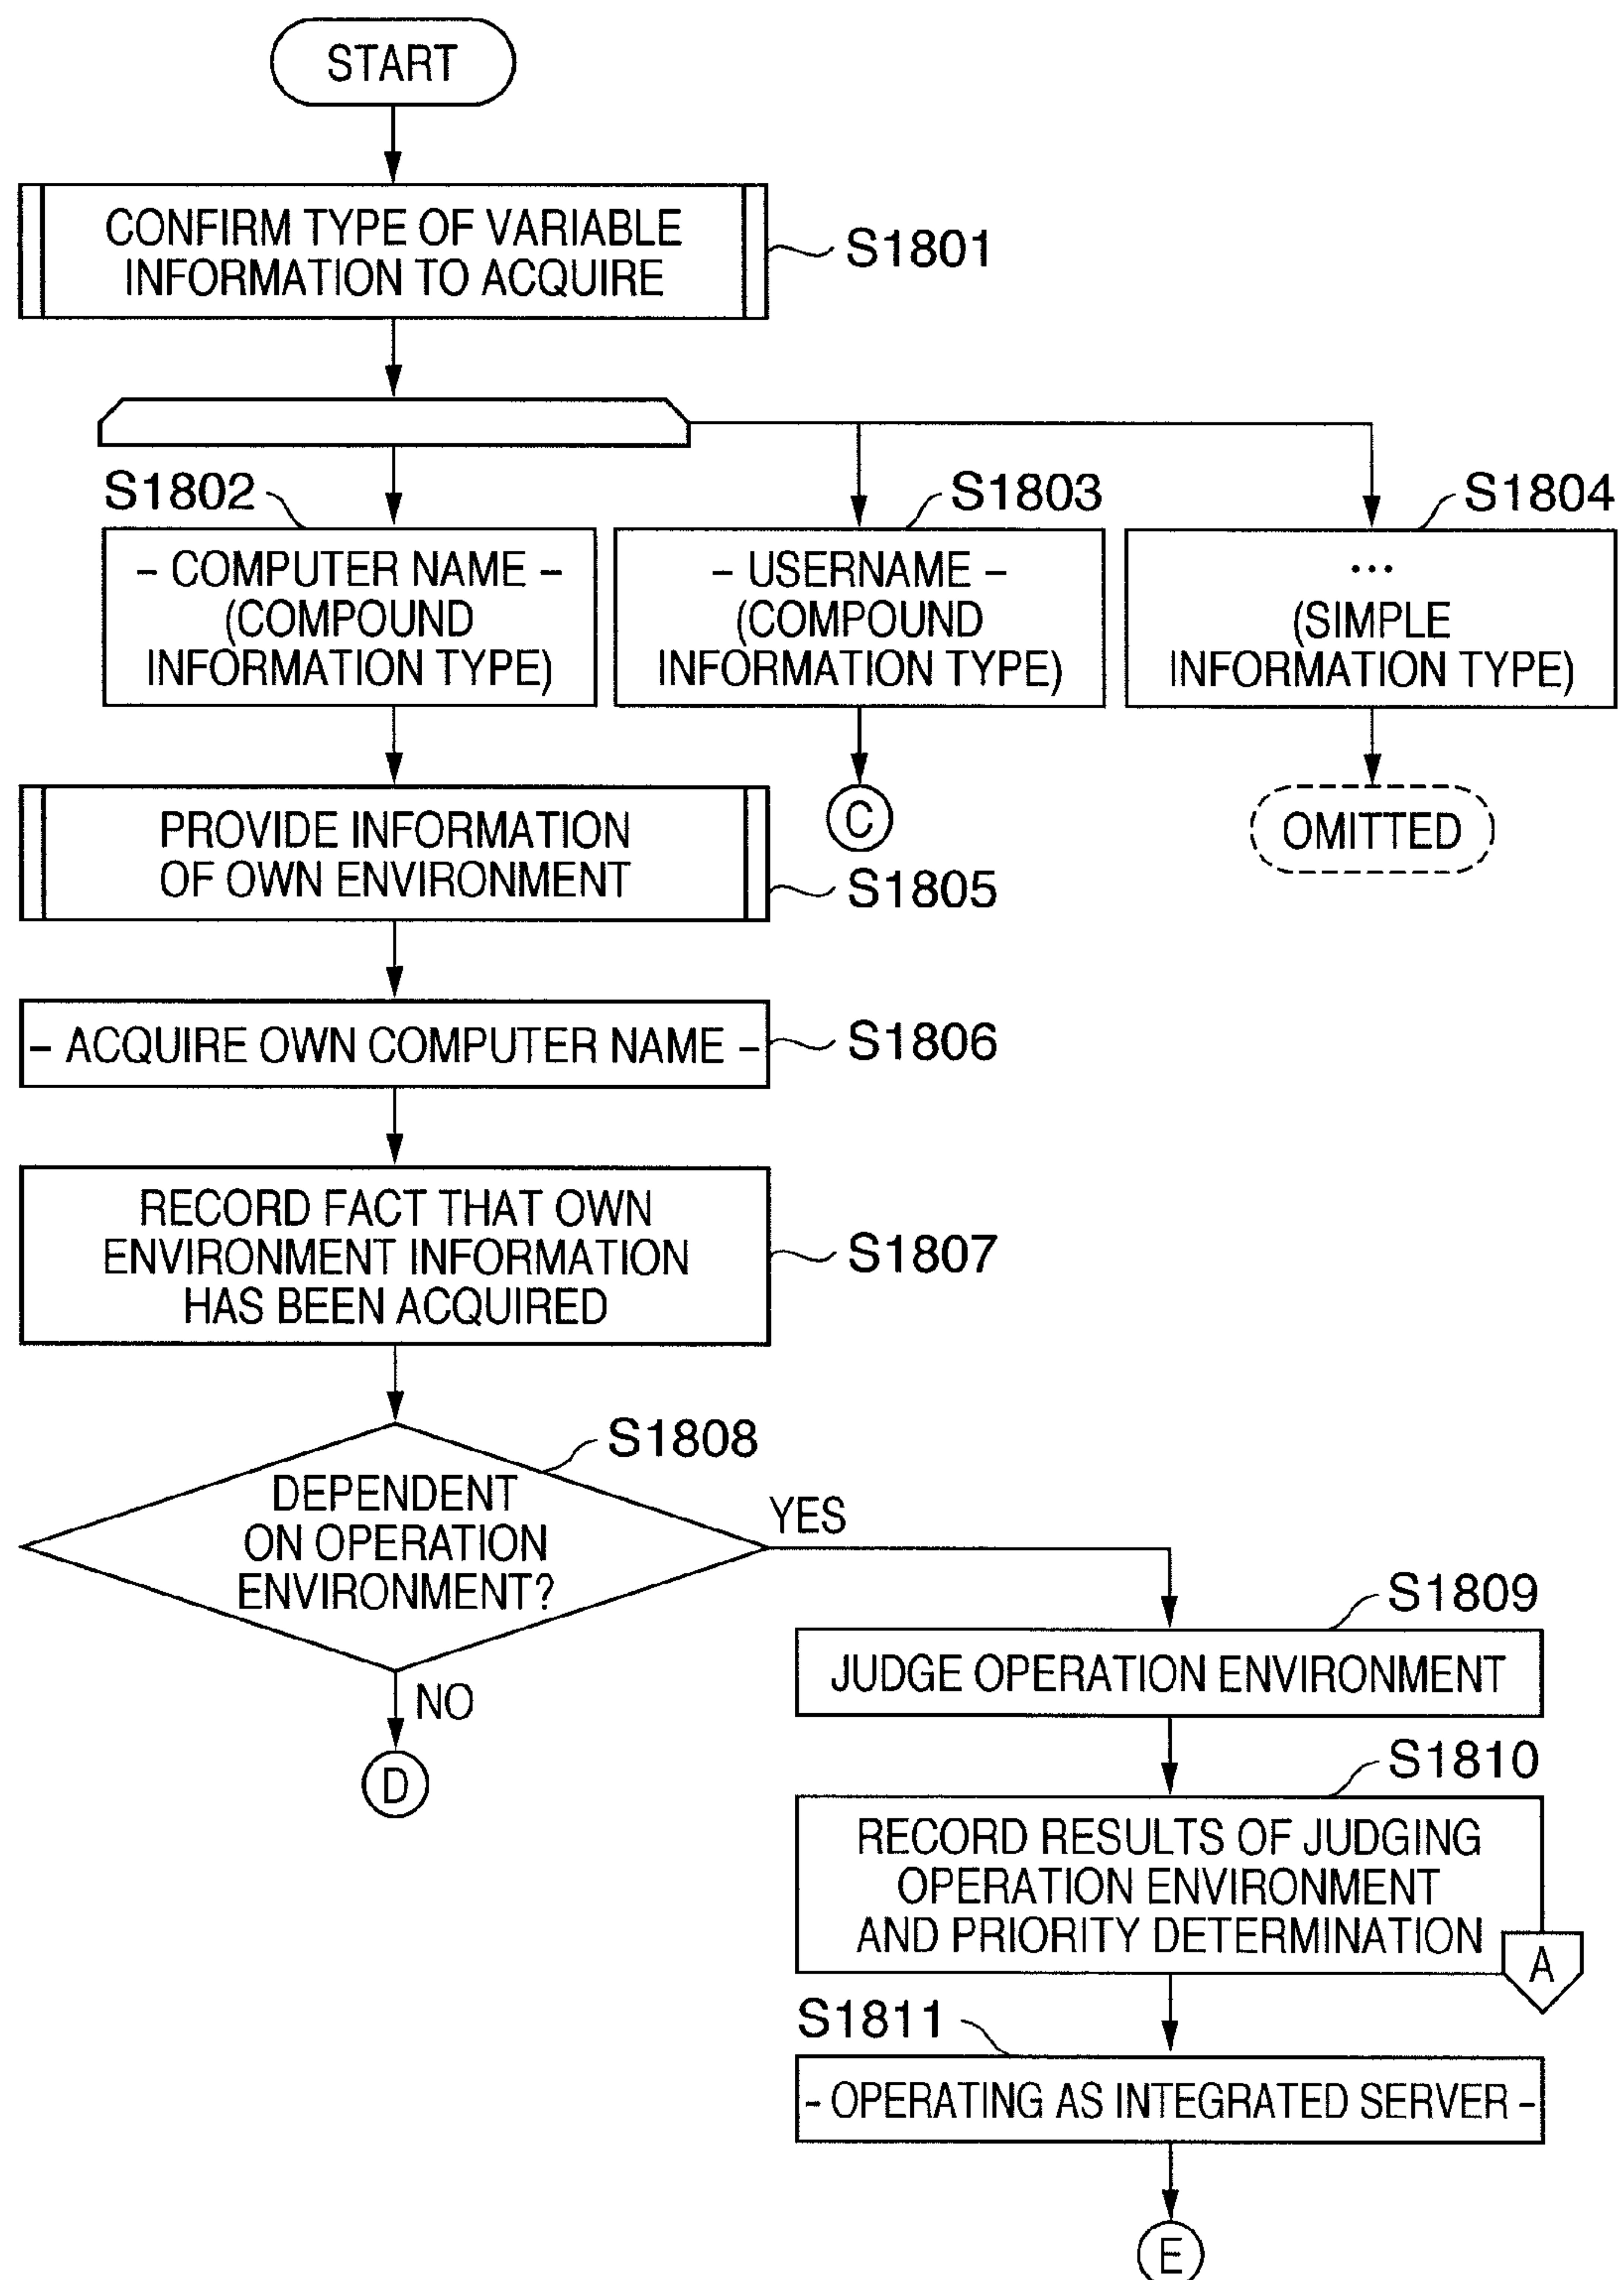 START
CONFIRM TYPE OF VARIABLE
INFORMATION TO ACQUIRE
S1801
S1802
S1803
S1804
– COMPUTER NAME –
(COMPOUND
INFORMATION TYPE)
– USERNAME –
(COMPOUND
INFORMATION TYPE)
...
(SIMPLE
INFORMATION TYPE)
PROVIDE INFORMATION
OF OWN ENVIRONMENT
S1805
C
OMITTED
– ACQUIRE OWN COMPUTER NAME –
S1806
RECORD FACT THAT OWN
ENVIRONMENT INFORMATION
HAS BEEN ACQUIRED
S1807
S1808
DEPENDENT
ON OPERATION
ENVIRONMENT?
YES
NO
D
S1809
JUDGE OPERATION ENVIRONMENT
S1810
RECORD RESULTS OF JUDGING
OPERATION ENVIRONMENT
AND PRIORITY DETERMINATION
A
S1811
- OPERATING AS INTEGRATED SERVER -
E